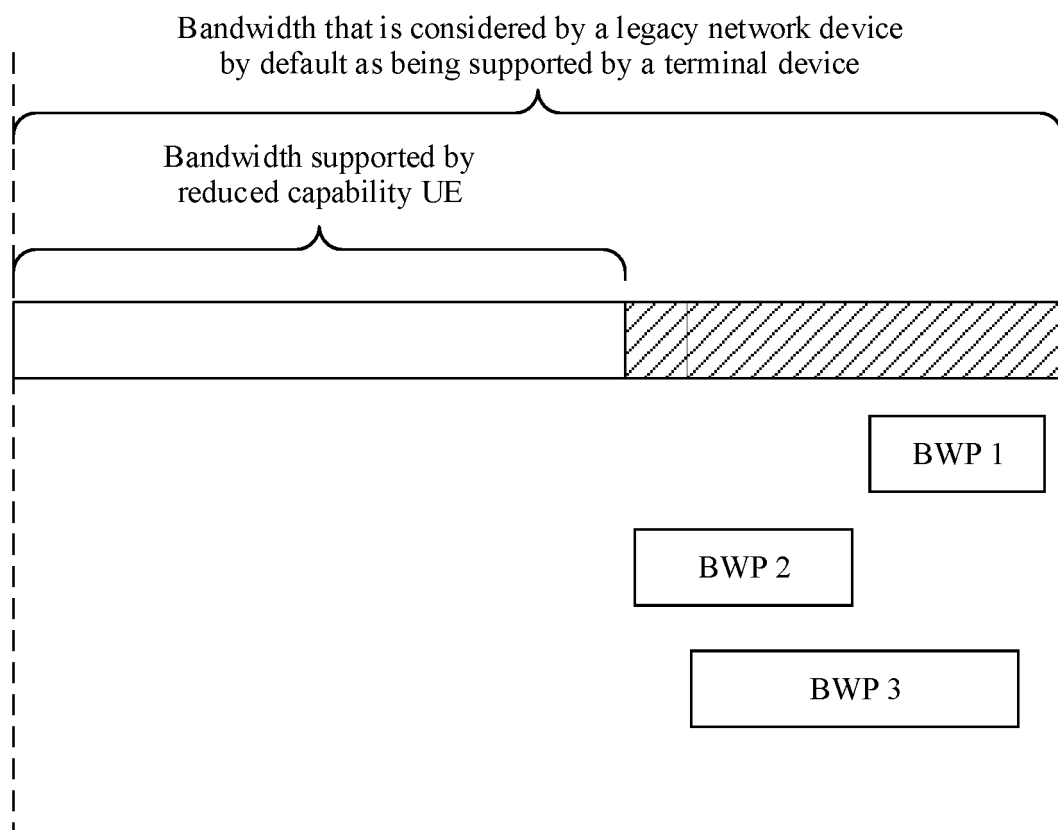 Bandwidth that is considered by a legacy network device
by default as being supported by a terminal device
Bandwidth supported by
reduced capability UE
BWP 1
BWP 2
BWP 3